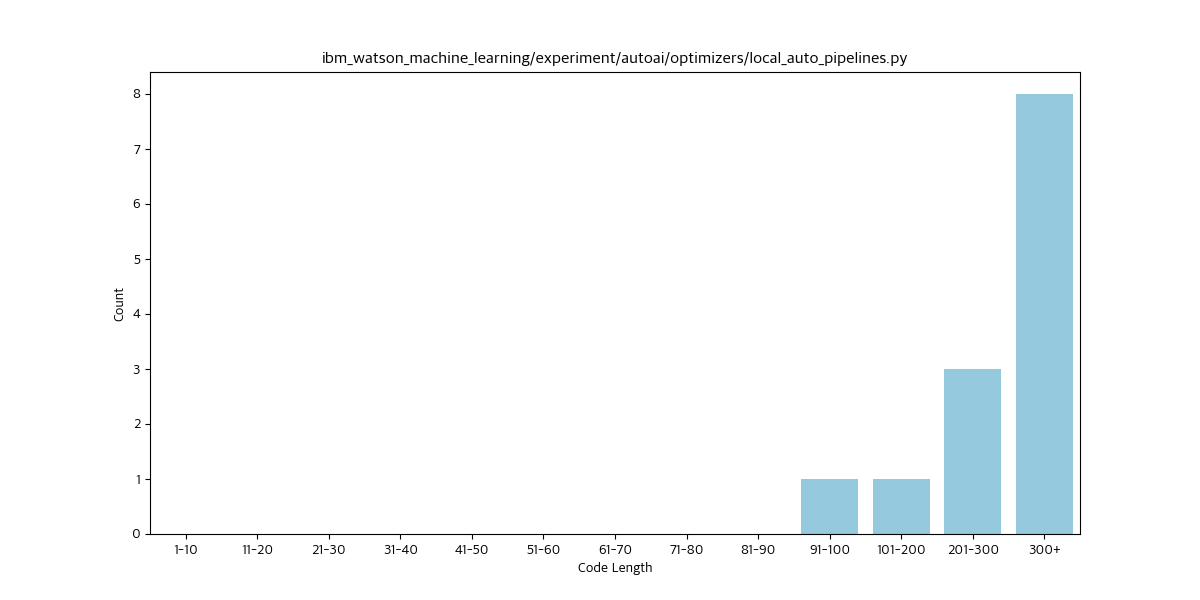 ibm_watson_machine_learning/experiment/autoai/optimizers/local_auto_pipelines.py
8
7
6
5
4
3
2
1
0
Count
1-10 11-20 21-30 31-40 41-50 51-60 61-70 71-80 81-90 91-100 101-200 201-300 300+
Code Length